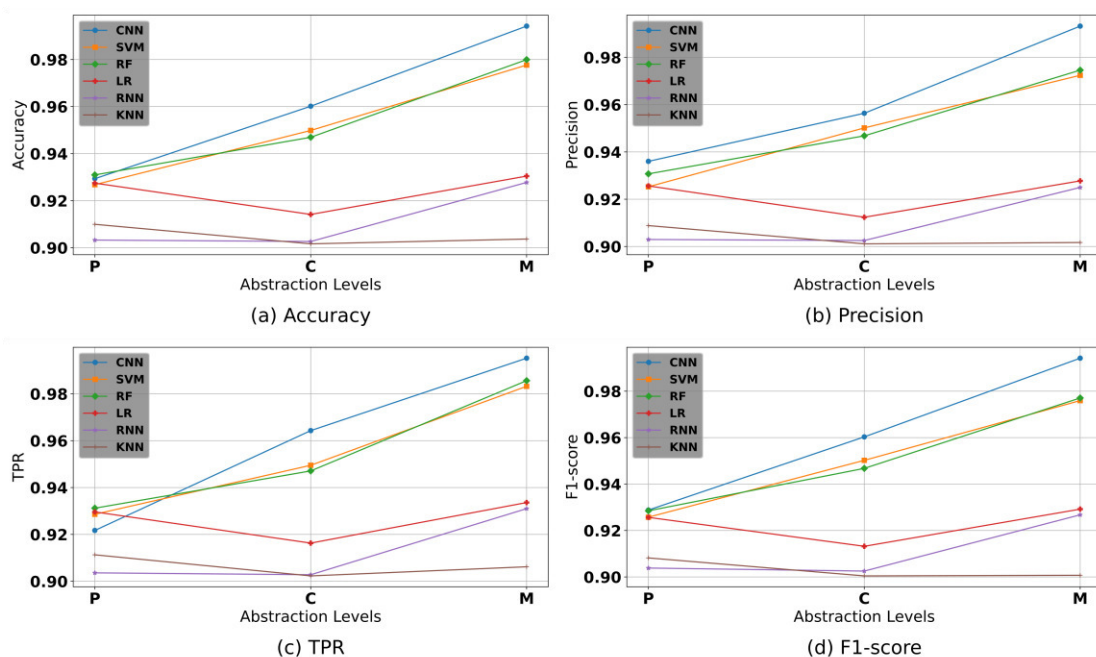 CNN
SVM
RF
LR
RNN
KNN
0.98
0.96
0.94
0.92
0.90
Accuracy
P C M
Abstraction Levels
(a) Accuracy
CNN
SVM
RF
LR
RNN
KNN
0.98
0.96
0.94
0.92
0.90
Precision
P C M
Abstraction Levels
(b) Precision
CNN
SVM
RF
LR
RNN
KNN
0.98
0.96
0.94
0.92
0.90
TPR
P C M
Abstraction Levels
(c) TPR
CNN
SVM
RF
LR
RNN
KNN
0.98
0.96
0.94
0.92
0.90
F1-score
P C M
Abstraction Levels
(d) F1-score